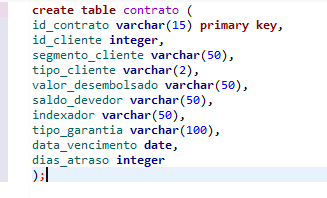 create table contrato (
id_contrato varchar(15) primary key,
id_cliente integer,
segmento_cliente varchar(50),
tipo_cliente varchar(2),
valor_desembolsado varchar(50),
saldo_devedor varchar(50),
indexador varchar(50),
tipo_garantia varchar(100),
data_vencimento date,
dias_atraso integer
);